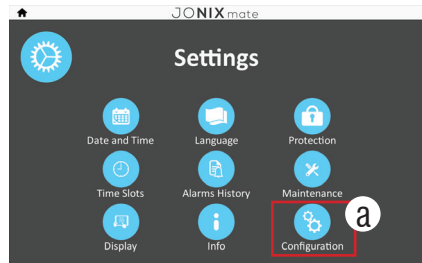 JONIX mate
Settings
Date and Time Language Protection
Time Slots Alarms History Maintenance
Display Info Configuration
a